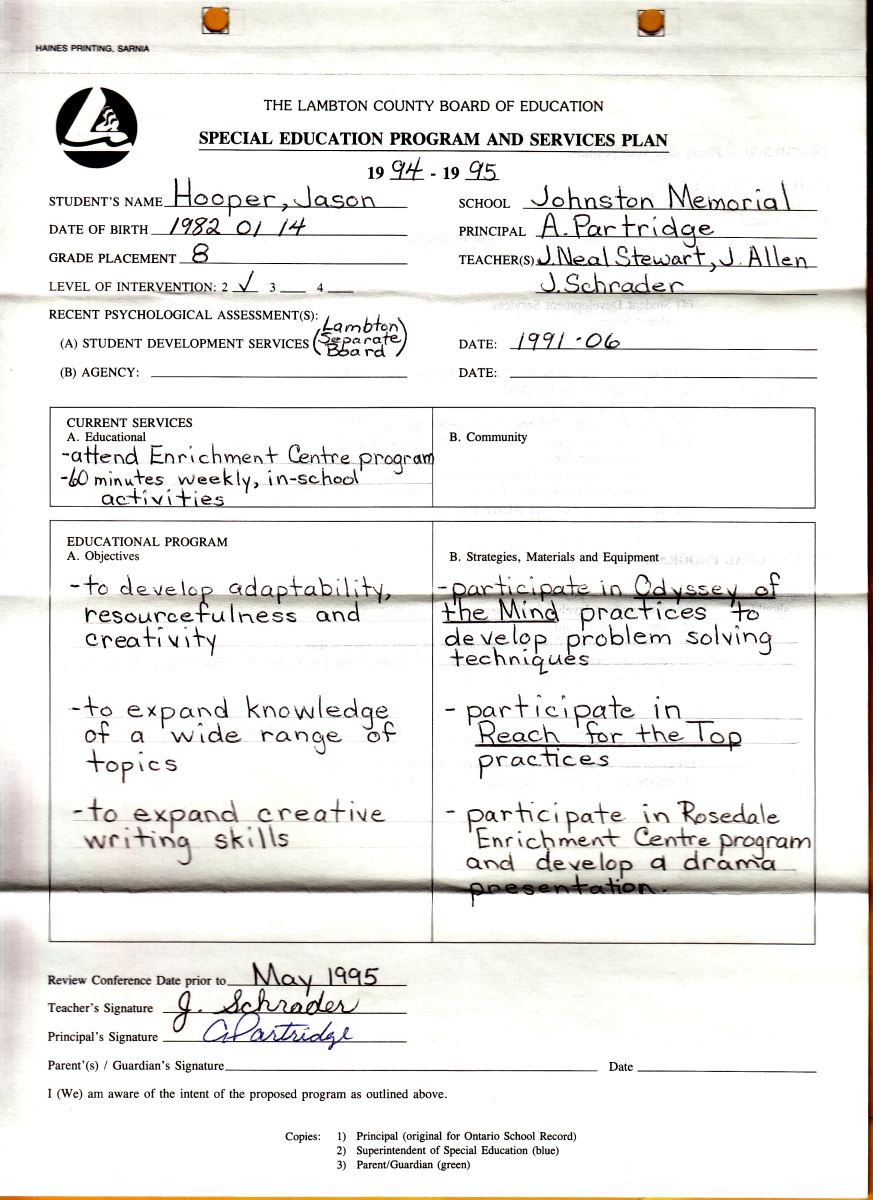 HAINES PRINTING, SARNIA
THE LAMBTON COUNTY BOARD OF EDUCATION
SPECIAL EDUCATION PROGRAM AND SERVICES PLAN
19 94 - 19 95
STUDENT'S NAME Hooper, Jason
DATE OF BIRTH 1982 01 14
GRADE PLACEMENT 8
LEVEL OF INTERVENTION: 2 ✓ 3 ___ 4 ___
SCHOOL Johnston Memorial
PRINCIPAL A. Partridge
TEACHER(S) J. Neal Stewart, J. Allen
J. Schrader
RECENT PSYCHOLOGICAL ASSESSMENT(S):
(A) STUDENT DEVELOPMENT SERVICES (Lambton
Separate
Board)
DATE: 1991-06
(B) AGENCY:
DATE:
CURRENT SERVICES
A. Educational
-attend Enrichment Centre program
-60 minutes weekly, in-school
activities
B. Community
EDUCATIONAL PROGRAM
A. Objectives
-to develop adaptability,
resourcefulness and
creativity
-to expand knowledge
of a wide range of
topics
-to expand creative
writing skills
B. Strategies, Materials and Equipment
-participate in Odyssey of
the Mind practices to
develop problem solving
techniques
- participate in
Reach for the Top
practices
- participate in Rosedale
Enrichment Centre program
and develop a drama
presentation.
Review Conference Date prior to May 1995
Teacher's Signature J. Schrader
Principal's Signature A Partridge
Parent'(s) / Guardian's Signature
Date
I (We) am aware of the intent of the proposed program as outlined above.
Copies: 1) Principal (original for Ontario School Record)
2) Superintendent of Special Education (blue)
3) Parent/Guardian (green)